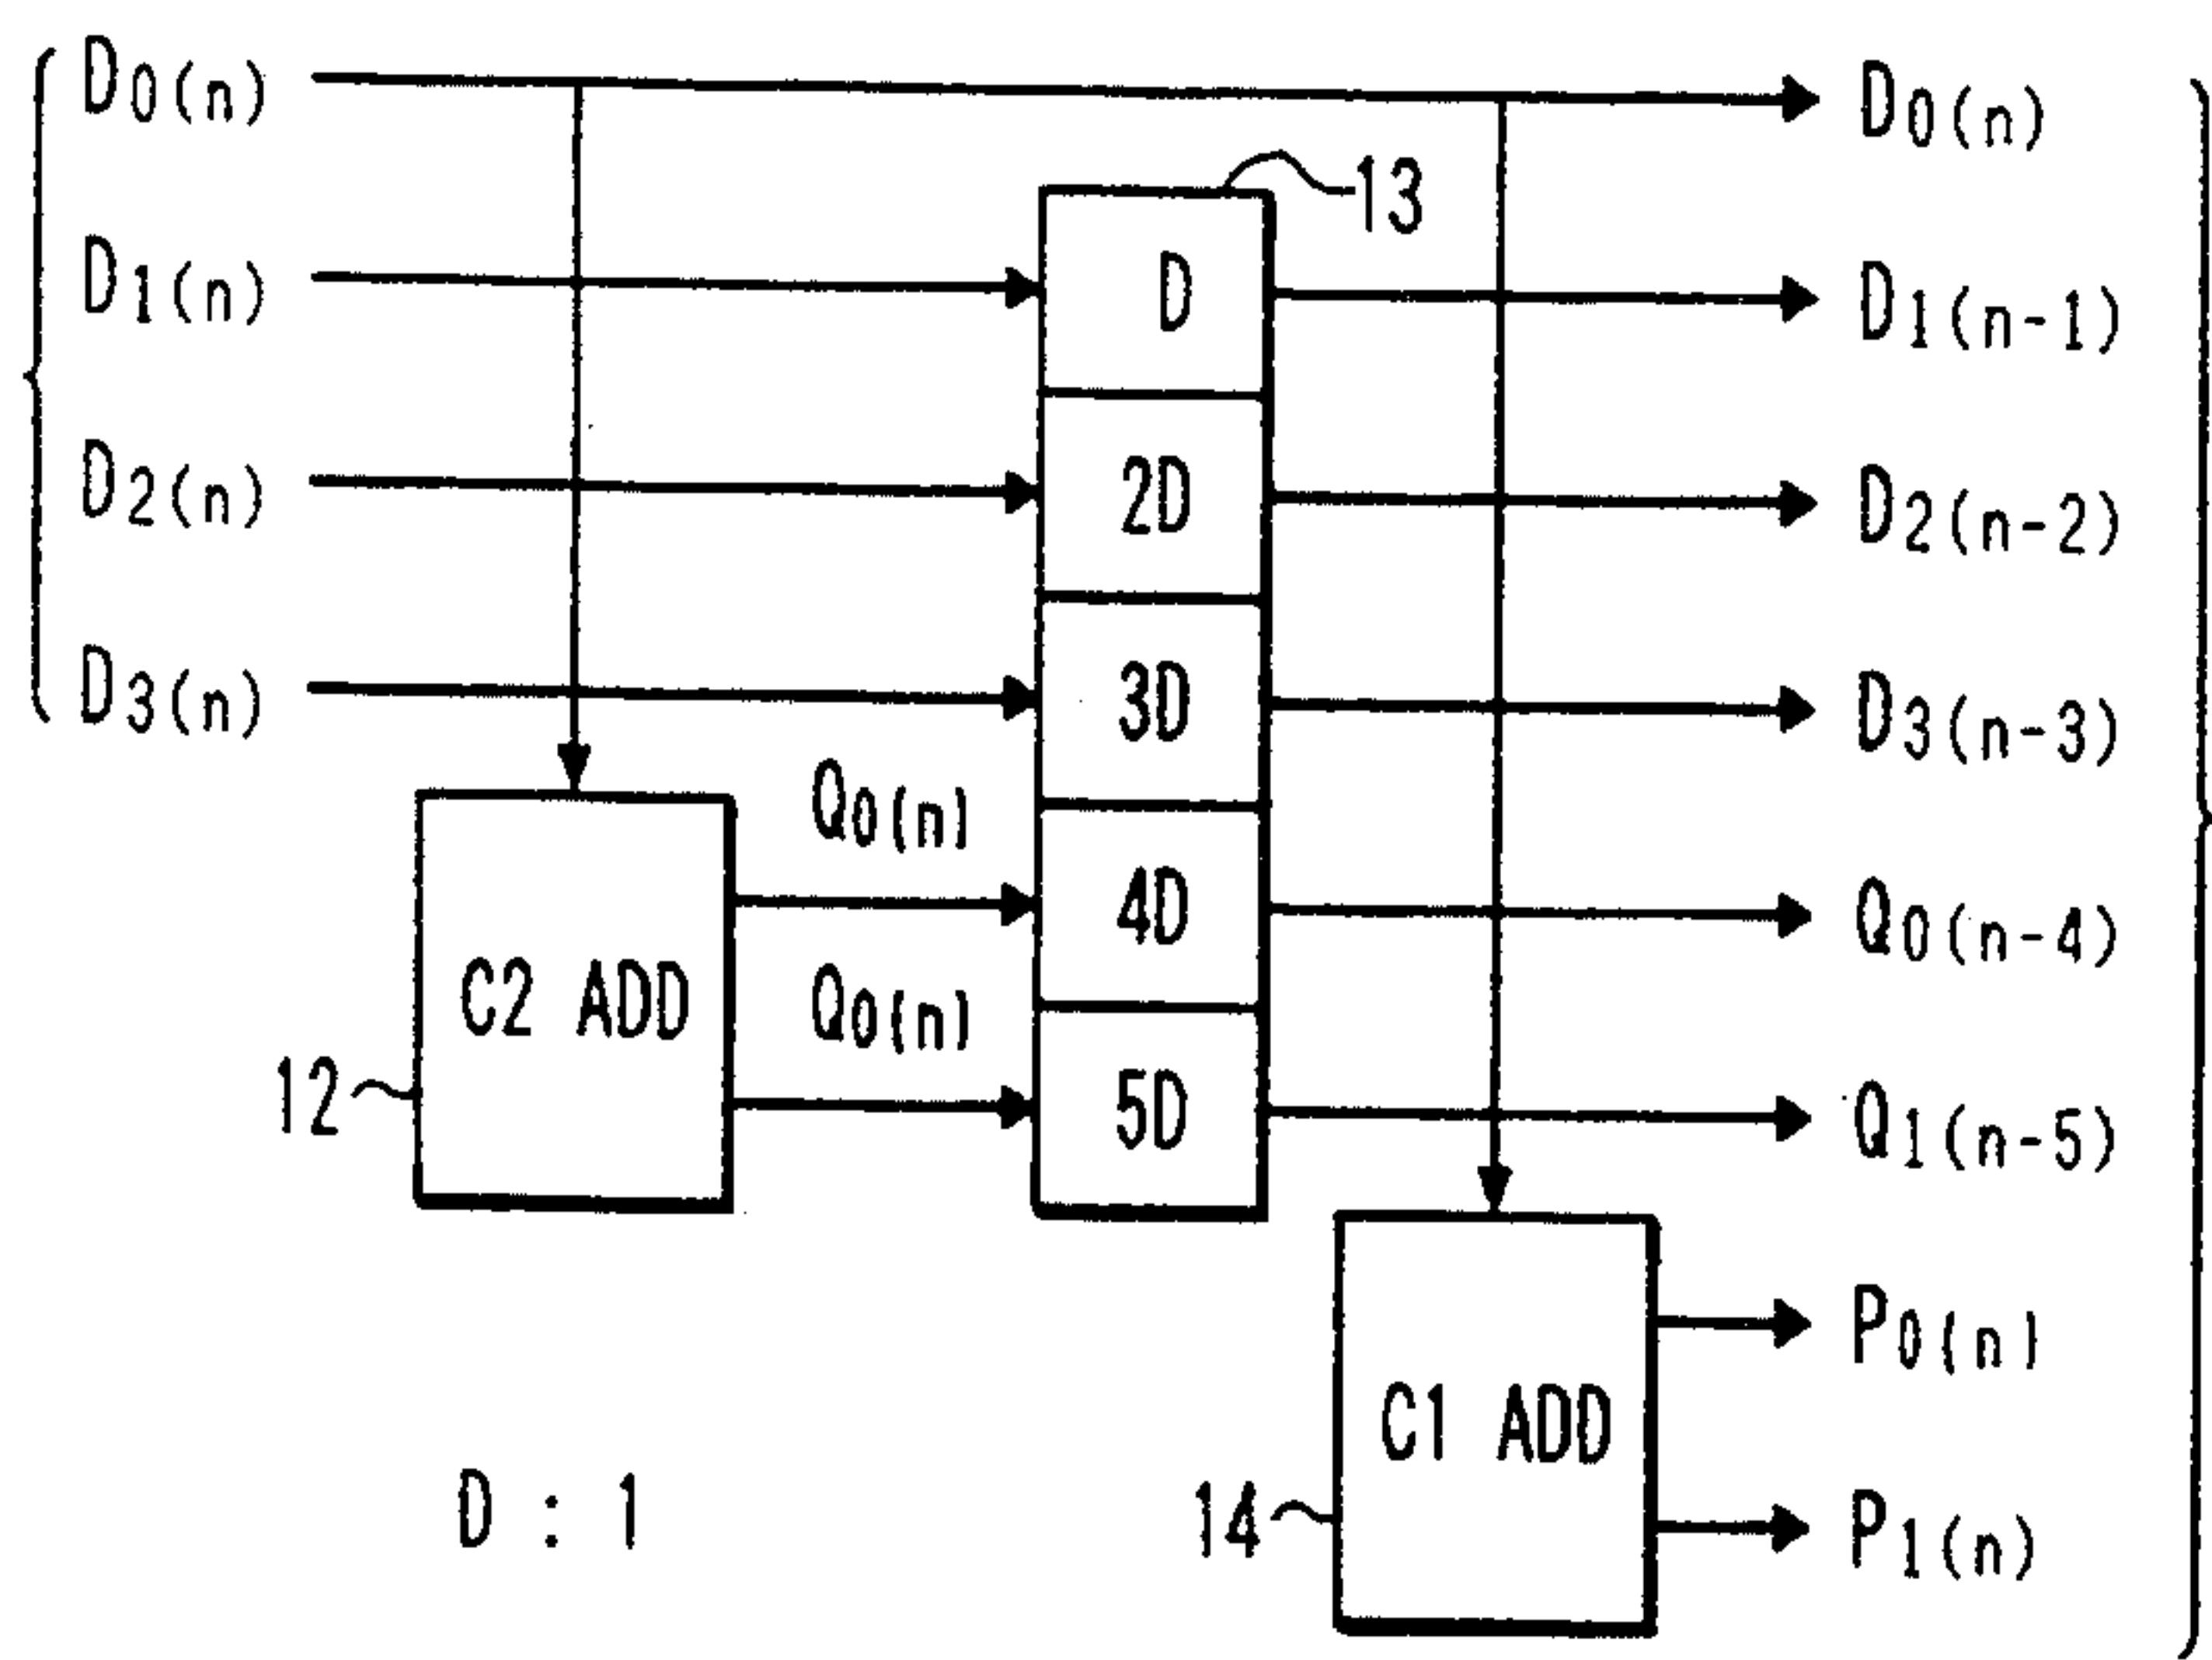 D0(n) D0(n)
13
D1(n) D D1(n-1)
D2(n) 2D D2(n-2)
D3(n) 3D D3(n-3)
Q0(n)
4D Q0(n-4)
C2 ADD Q0(n)
12 5D Q1(n-5)
P0(n)
C1 ADD
D : 1 14 P1(n)